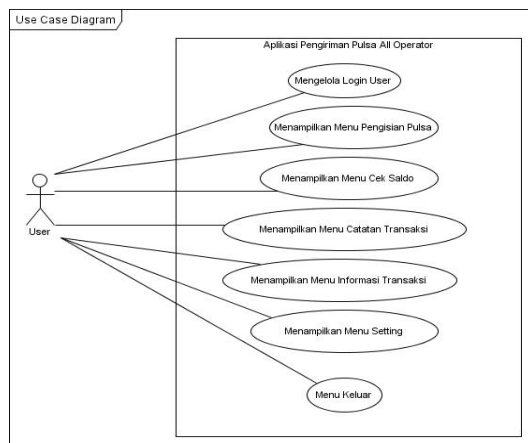 Use Case Diagram
Aplikasi Pengiriman Pulsa All Operator
Mengelola Login User
Menampilkan Menu Pengisian Pulsa
Menampilkan Menu Cek Saldo
User
Menampilkan Menu Catatan Transaksi
Menampilkan Menu Informasi Transaksi
Menampilkan Menu Setting
Menu Keluar